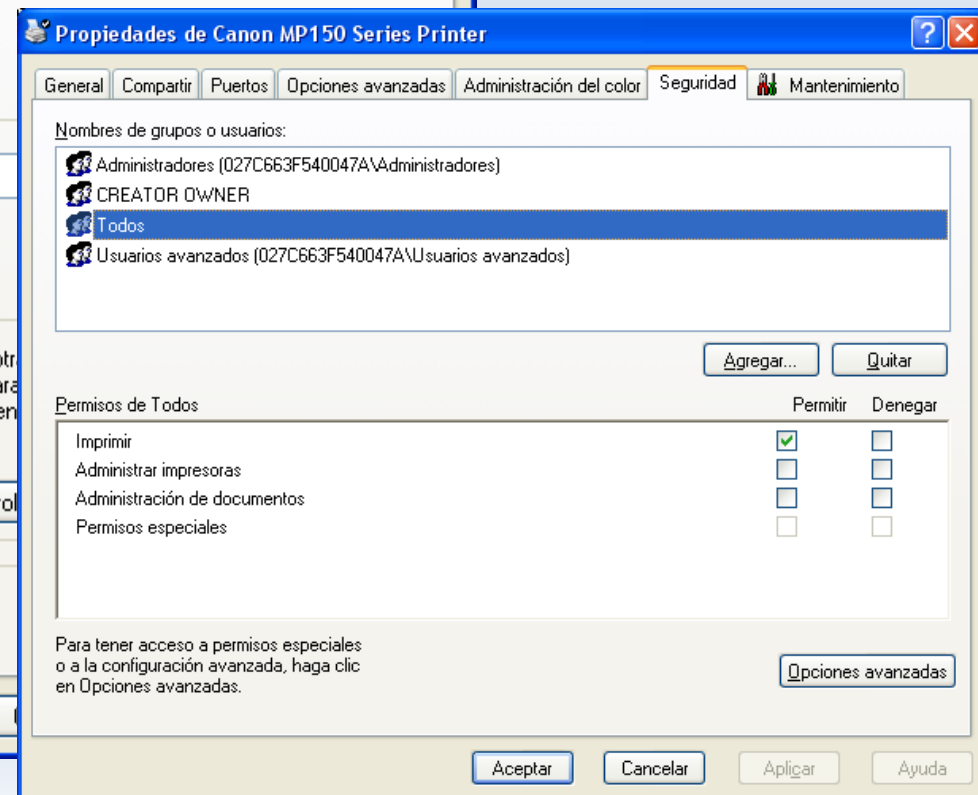 Propiedades de Canon MP150 Series Printer
General Compartir Puertos Opciones avanzadas Administración del color Seguridad Mantenimiento
Nombres de grupos o usuarios:
Administradores (027C663F540047A\Administradores)
CREATOR OWNER
Todos
Usuarios avanzados (027C663F540047A\Usuarios avanzados)
Agregar... Quitar
Permisos de Todos Permitir Denegar
Imprimir
Administrar impresoras
Administración de documentos
Permisos especiales
Para tener acceso a permisos especiales
o a la configuración avanzada, haga clic
en Opciones avanzadas.
Opciones avanzadas
Aceptar Cancelar Aplicar Ayuda